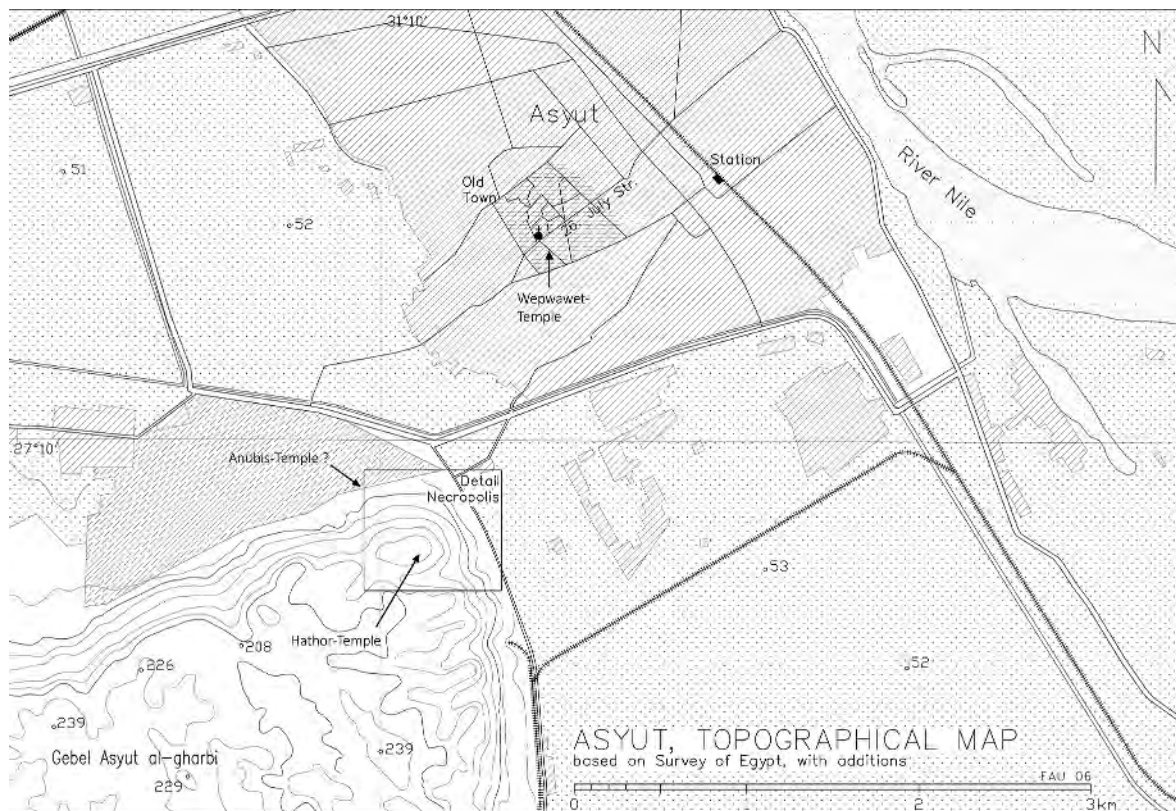 31°10'
N
Asyut
51
Station
River Nile
Old
Town
26. July Str.
52
Wepwawet-
Temple
27°10'
Anubis-Temple ?
Detail
Necropolis
53
Hathor-Temple
208
226
52
239
239
Gebel Asyut al-gharbi
229
ASYUT, TOPOGRAPHICAL MAP
based on Survey of Egypt, with additions
FAU 06
0
1
2
3km